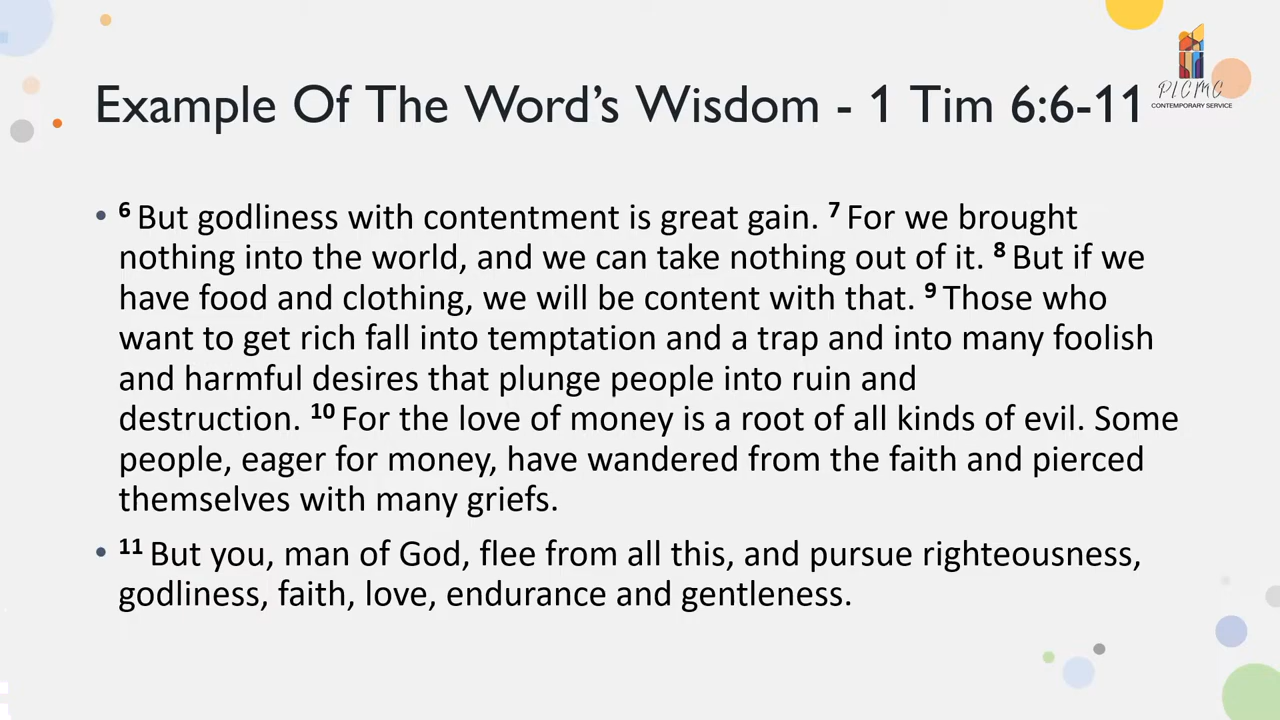 Example Of The Word's Wisdom - 1 Tim 6:6-11
PICMC
CONTEMPORARY SERVICE
• 6 But godliness with contentment is great gain. 7 For we brought
nothing into the world, and we can take nothing out of it. 8 But if we
have food and clothing, we will be content with that. 9 Those who
want to get rich fall into temptation and a trap and into many foolish
and harmful desires that plunge people into ruin and
destruction. 10 For the love of money is a root of all kinds of evil. Some
people, eager for money, have wandered from the faith and pierced
themselves with many griefs.
• 11 But you, man of God, flee from all this, and pursue righteousness,
godliness, faith, love, endurance and gentleness.